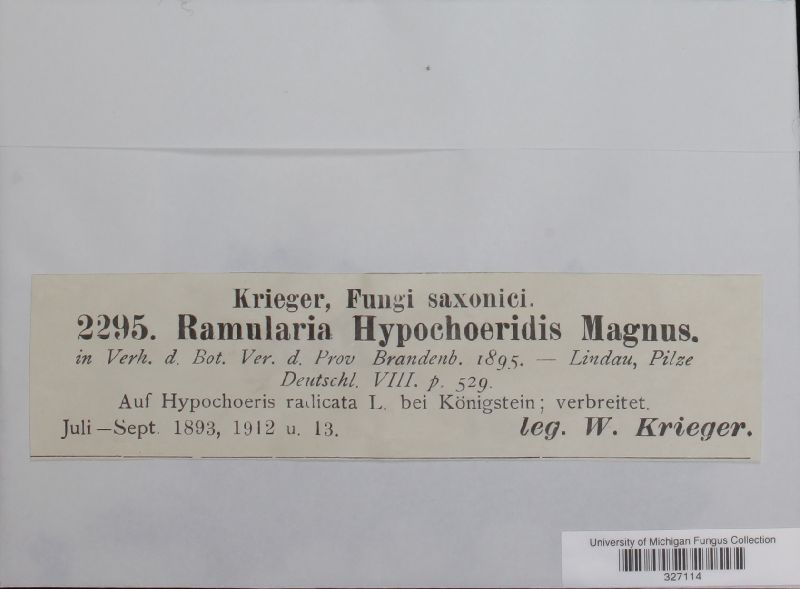 Krieger, Fungi saxonici.
2295. Ramularia Hypochoeridis Magnus.
in Verh. d. Bot. Ver. d. Prov Brandenb. 1895. — Lindau, Pilze
Deutschl. VIII. p. 529.
Auf Hypochoeris radicata L. bei Königstein; verbreitet.
Juli—Sept. 1893, 1912 u. 13.
leg. W. Krieger.
University of Michigan Fungus Collection
327114